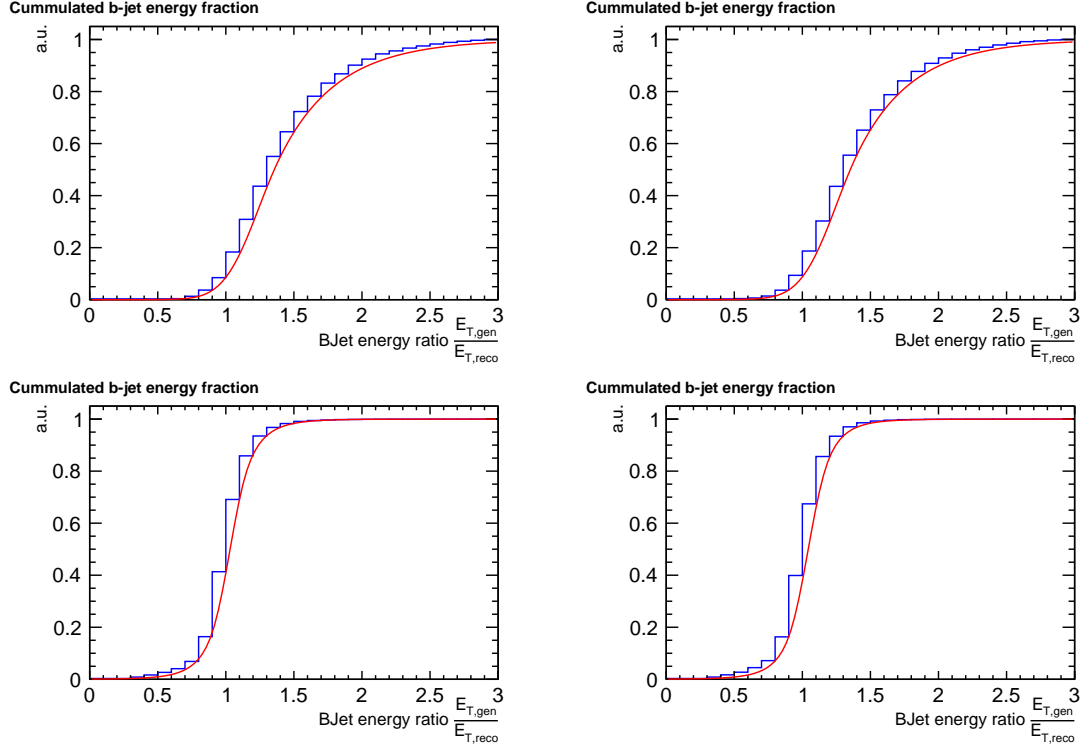 Cummulated b-jet energy fraction
a.u.
1
0.8
0.6
0.4
0.2
0
0 0.5 1 1.5 2 2.5 3
BJet energy ratio E_T,gen
E_T,reco
Cummulated b-jet energy fraction
a.u.
1
0.8
0.6
0.4
0.2
0
0 0.5 1 1.5 2 2.5 3
BJet energy ratio E_T,gen
E_T,reco
Cummulated b-jet energy fraction
a.u.
1
0.8
0.6
0.4
0.2
0
0 0.5 1 1.5 2 2.5 3
BJet energy ratio E_T,gen
E_T,reco
Cummulated b-jet energy fraction
a.u.
1
0.8
0.6
0.4
0.2
0
0 0.5 1 1.5 2 2.5 3
BJet energy ratio E_T,gen
E_T,reco